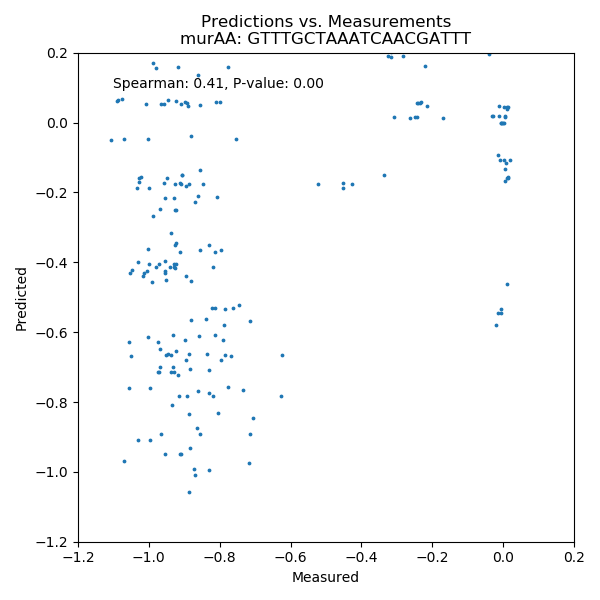 Predictions vs. Measurements
murAA: GTTTGCTAAATCAACGATTT
Spearman: 0.41, P-value: 0.00
Predicted
0.2
0.0
−0.2
−0.4
−0.6
−0.8
−1.0
−1.2
−1.2 −1.0 −0.8 −0.6 −0.4 −0.2 0.0 0.2
Measured